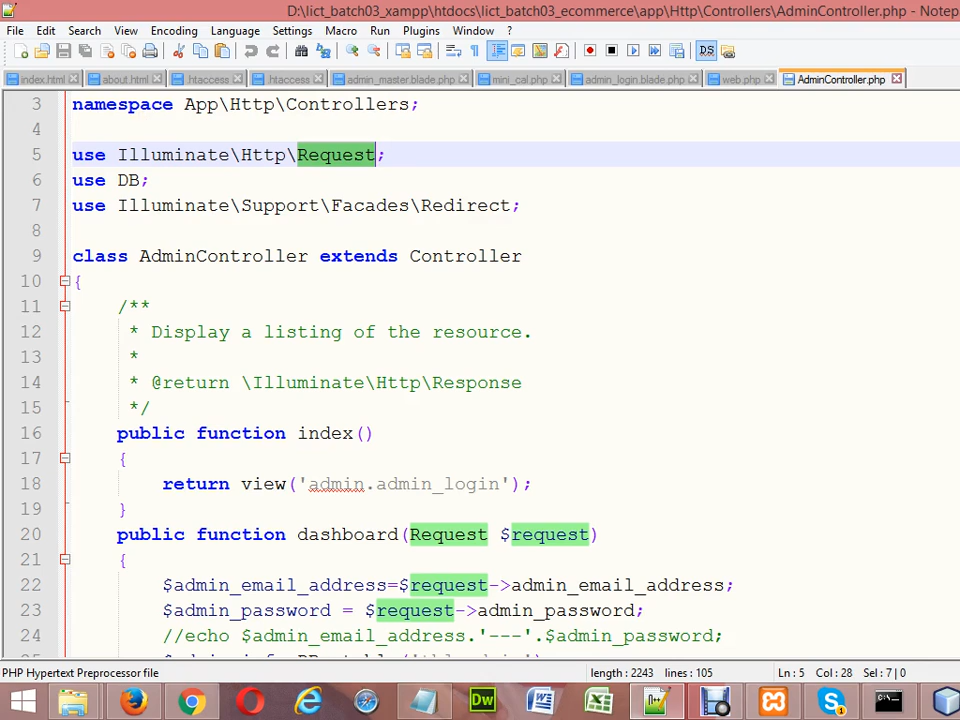 D:\lict_batch03_xampp\htdocs\lict_batch03_ecommerce\app\Http\Controllers\AdminController.php - Notep
File Edit Search View Encoding Language Settings Macro Run Plugins Window ?
index.html about.html .htaccess .htaccess admin_master.blade.php mini_cal.php admin_login.blade.php web.php AdminController.php
3 namespace App\Http\Controllers;
4
5 use Illuminate\Http\Request;
6 use DB;
7 use Illuminate\Support\Facades\Redirect;
8
9 class AdminController extends Controller
10 {
11 /**
12 * Display a listing of the resource.
13 *
14 * @return \Illuminate\Http\Response
15 */
16 public function index()
17 {
18 return view('admin.admin_login');
19 }
20 public function dashboard(Request $request)
21 {
22 $admin_email_address=$request->admin_email_address;
23 $admin_password = $request->admin_password;
24 //echo $admin_email_address.'---'.$admin_password;
PHP Hypertext Preprocessor file length : 2243 lines : 105 Ln : 5 Col : 28 Sel : 7 | 0